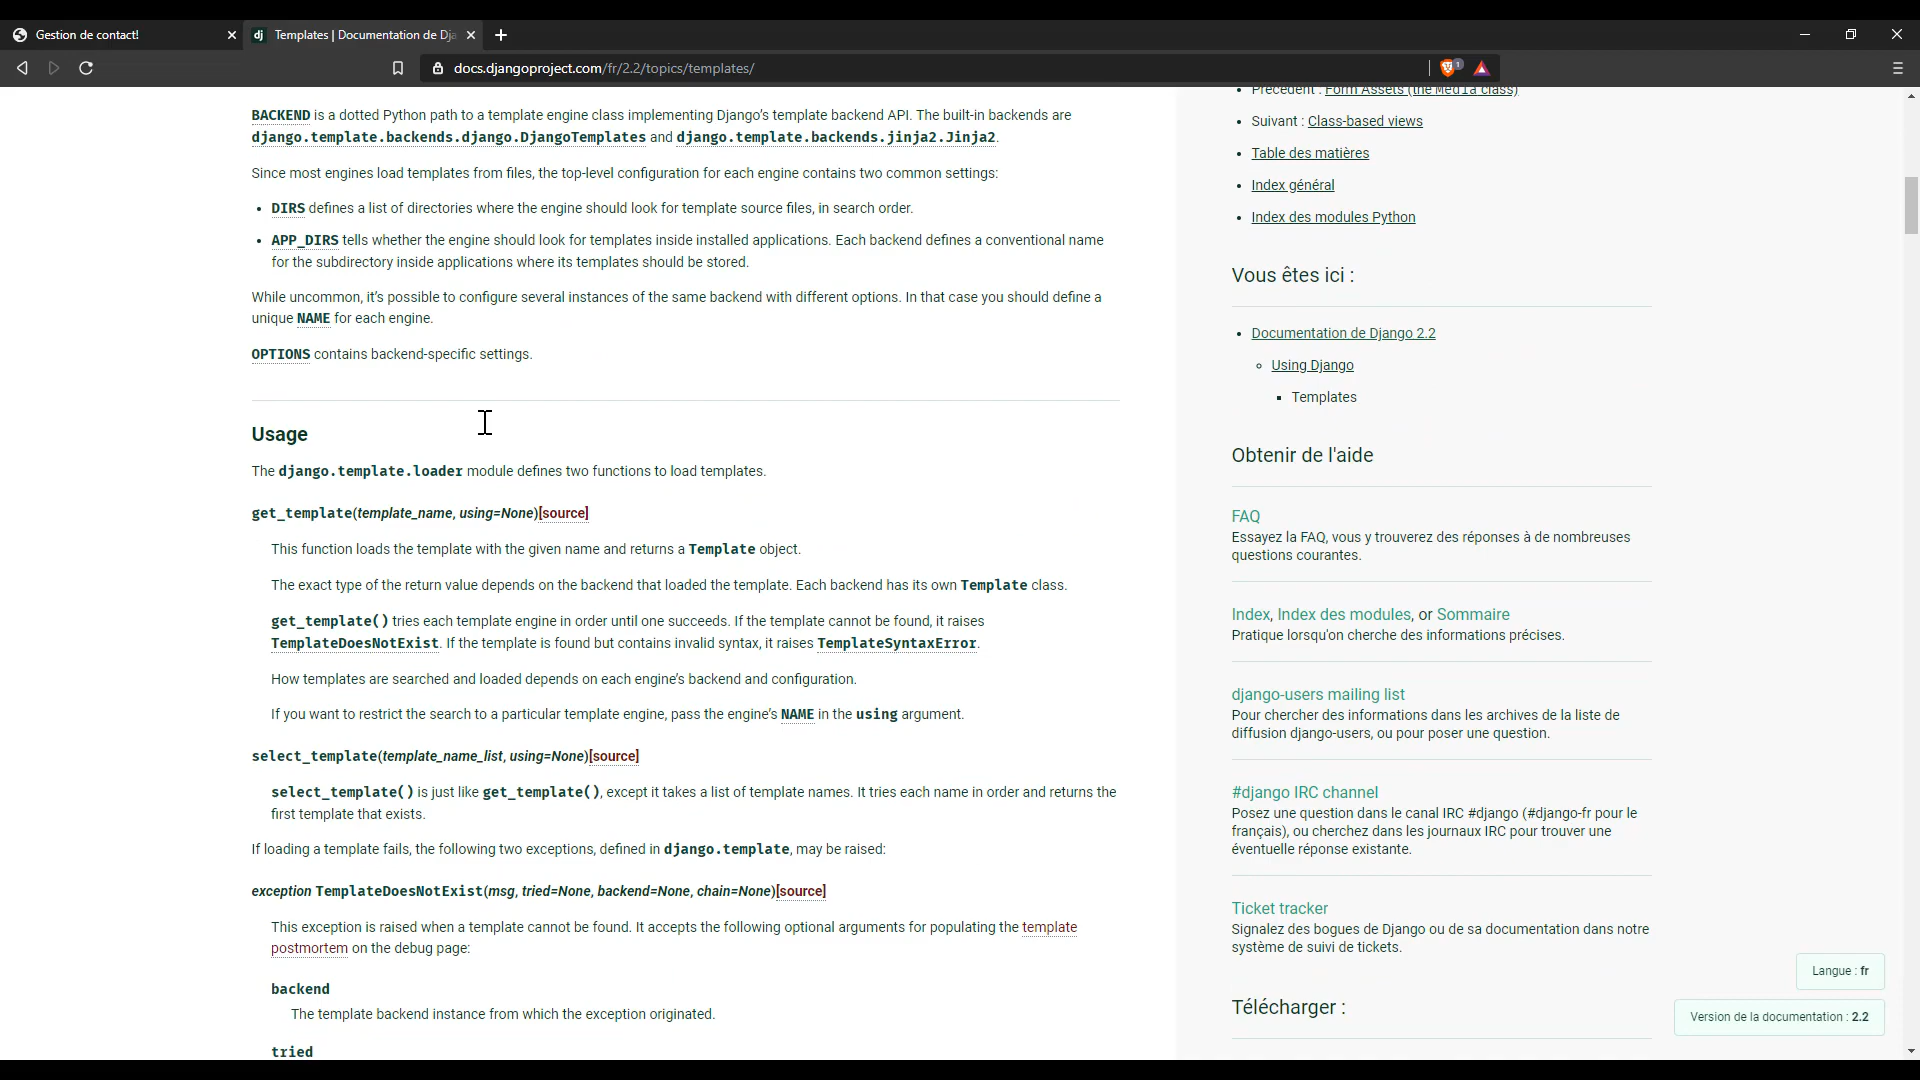 Gestion de contact!
Templates | Documentation de Dja
docs.djangoproject.com/fr/2.2/topics/templates/
1
BACKEND is a dotted Python path to a template engine class implementing Django's template backend API. The built-in backends are
django.template.backends.django.DjangoTemplates and django.template.backends.jinja2.Jinja2.
Since most engines load templates from files, the top-level configuration for each engine contains two common settings:
• DIRS defines a list of directories where the engine should look for template source files, in search order.
• APP_DIRS tells whether the engine should look for templates inside installed applications. Each backend defines a conventional name
for the subdirectory inside applications where its templates should be stored.
While uncommon, it's possible to configure several instances of the same backend with different options. In that case you should define a
unique NAME for each engine.
OPTIONS contains backend-specific settings.
Usage
The django.template.loader module defines two functions to load templates.
get_template(template_name, using=None)[source]
This function loads the template with the given name and returns a Template object.
The exact type of the return value depends on the backend that loaded the template. Each backend has its own Template class.
get_template() tries each template engine in order until one succeeds. If the template cannot be found, it raises
TemplateDoesNotExist. If the template is found but contains invalid syntax, it raises TemplateSyntaxError.
How templates are searched and loaded depends on each engine's backend and configuration.
If you want to restrict the search to a particular template engine, pass the engine's NAME in the using argument.
select_template(template_name_list, using=None)[source]
select_template() is just like get_template(), except it takes a list of template names. It tries each name in order and returns the
first template that exists.
If loading a template fails, the following two exceptions, defined in django.template, may be raised:
exception TemplateDoesNotExist(msg, tried=None, backend=None, chain=None)[source]
This exception is raised when a template cannot be found. It accepts the following optional arguments for populating the template
postmortem on the debug page:
backend
The template backend instance from which the exception originated.
tried
• Précédent : Form Assets (the Media class)
• Suivant : Class-based views
• Table des matières
• Index général
• Index des modules Python
Vous êtes ici :
• Documentation de Django 2.2
◦ Using Django
▪ Templates
Obtenir de l'aide
FAQ
Essayez la FAQ, vous y trouverez des réponses à de nombreuses
questions courantes.
Index, Index des modules, or Sommaire
Pratique lorsqu'on cherche des informations précises.
django-users mailing list
Pour chercher des informations dans les archives de la liste de
diffusion django-users, ou pour poser une question.
#django IRC channel
Posez une question dans le canal IRC #django (#django-fr pour le
français), ou cherchez dans les journaux IRC pour trouver une
éventuelle réponse existante.
Ticket tracker
Signalez des bogues de Django ou de sa documentation dans notre
système de suivi de tickets.
Télécharger :
Langue : fr
Version de la documentation : 2.2